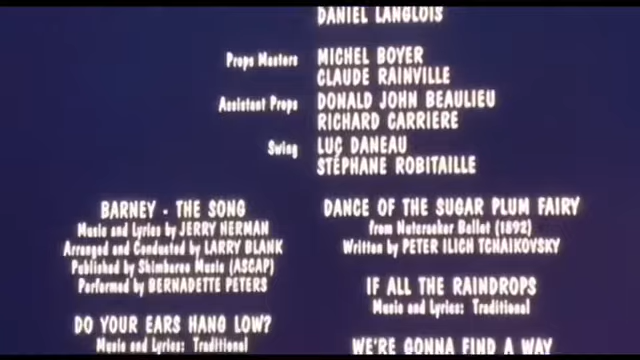 DANIEL LANGLOIS
Props Masters MICHEL BOYER
CLAUDE RAINVILLE
Assistant Props DONALD JOHN BEAULIEU
RICHARD CARRIERE
Swing LUC DANEAU
STÉPHANE ROBITAILLE
BARNEY - THE SONG
Music and Lyrics by JERRY HERMAN
Arranged and Conducted by LARRY BLANK
Published by Shimbaree Music (ASCAP)
Performed by BERNADETTE PETERS
DO YOUR EARS HANG LOW?
Music and Lyrics: Traditional
DANCE OF THE SUGAR PLUM FAIRY
from Nutcracker Ballet (1892)
Written by PETER ILICH TCHAIKOVSKY
IF ALL THE RAINDROPS
Music and Lyrics: Traditional
WE'RE GONNA FIND A WAY